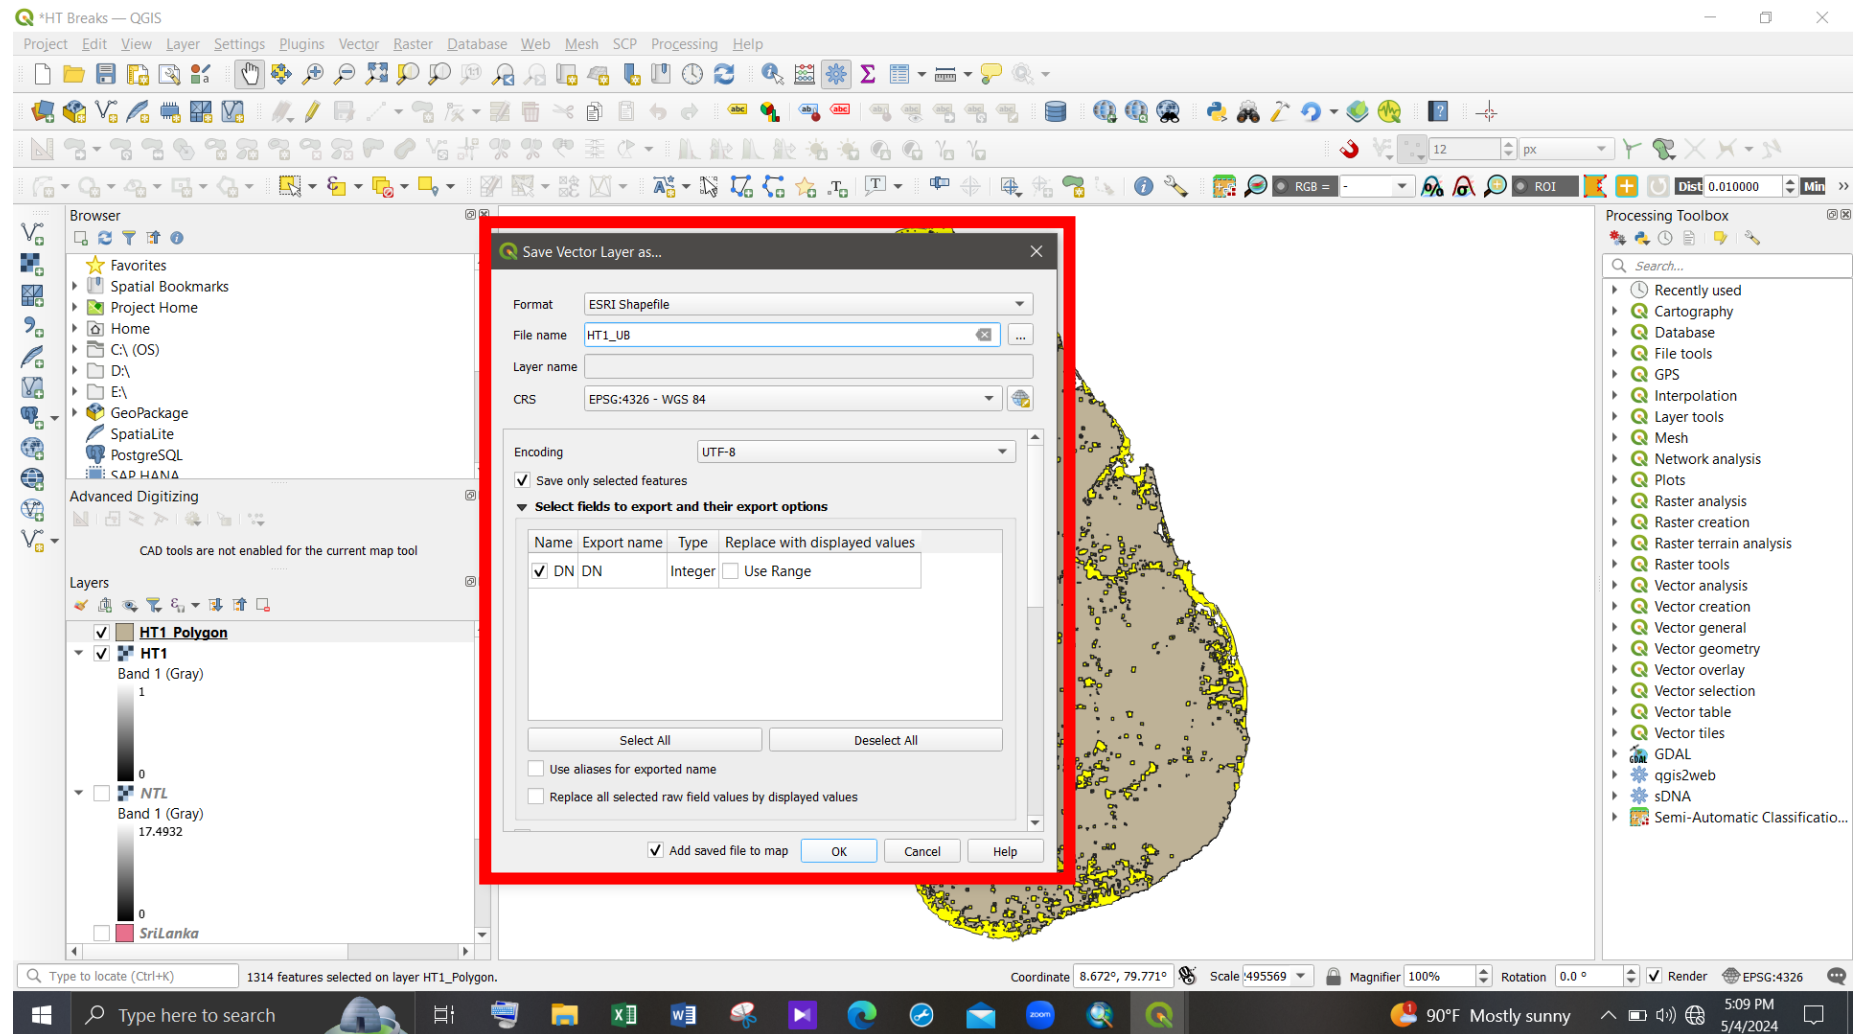 *HT Breaks — QGIS
Project Edit View Layer Settings Plugins Vector Raster Database Web Mesh SCP Processing Help
12 px
RGB = - ROI Dist 0.010000 Min »
Browser
Favorites
Spatial Bookmarks
Project Home
Home
C:\ (OS)
D:\
E:\
GeoPackage
SpatiaLite
PostgreSQL
SAP HANA
Advanced Digitizing
CAD tools are not enabled for the current map tool
Layers
HT1_Polygon
HT1
Band 1 (Gray)
1
0
NTL
Band 1 (Gray)
17.4932
0
SriLanka
Save Vector Layer as...
Format ESRI Shapefile
File name HT1_UB ...
Layer name
CRS EPSG:4326 - WGS 84
Encoding UTF-8
Save only selected features
Select fields to export and their export options
Name Export name Type Replace with displayed values
DN DN Integer Use Range
Select All Deselect All
Use aliases for exported name
Replace all selected raw field values by displayed values
Add saved file to map OK Cancel Help
Processing Toolbox
Search...
Recently used
Cartography
Database
File tools
GPS
Interpolation
Layer tools
Mesh
Network analysis
Plots
Raster analysis
Raster creation
Raster terrain analysis
Raster tools
Vector analysis
Vector creation
Vector general
Vector geometry
Vector overlay
Vector selection
Vector table
Vector tiles
GDAL
qgis2web
sDNA
Semi-Automatic Classificatio...
Type to locate (Ctrl+K) 1314 features selected on layer HT1_Polygon. Coordinate 8.672°, 79.771° Scale :495569 Magnifier 100% Rotation 0.0 ° Render EPSG:4326
Type here to search zoom 90°F Mostly sunny 5:09 PM
5/4/2024